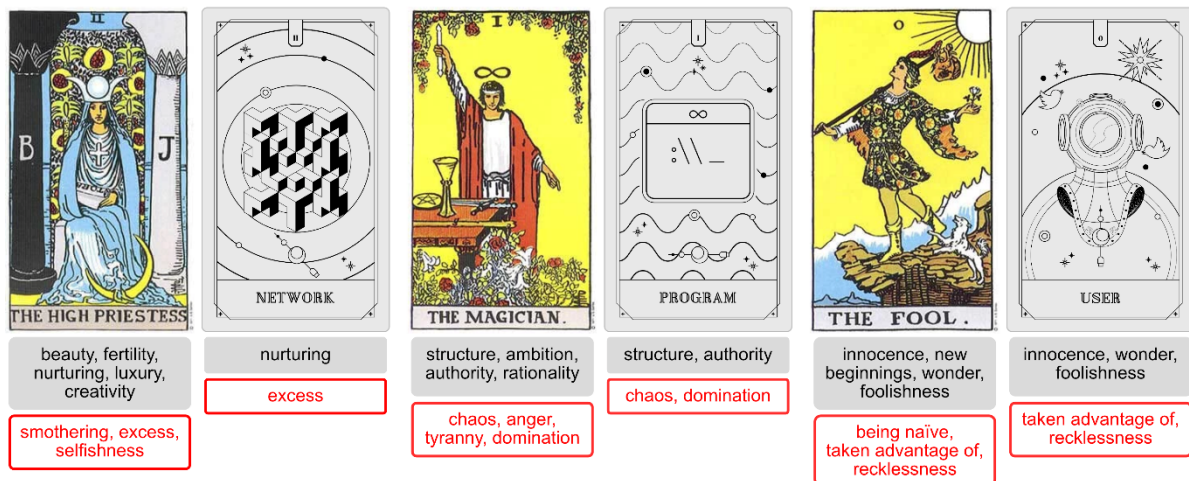 II
B
J
TORA
THE HIGH PRIESTESS
II
NETWORK
I
THE MAGICIAN.
I
∞
:\\ _
PROGRAM
0
THE FOOL.
0
USER
beauty, fertility,
nurturing, luxury,
creativity
smothering, excess,
selfishness
nurturing
excess
structure, ambition,
authority, rationality
chaos, anger,
tyranny, domination
structure, authority
chaos, domination
innocence, new
beginnings, wonder,
foolishness
being naïve,
taken advantage of,
recklessness
innocence, wonder,
foolishness
taken advantage of,
recklessness